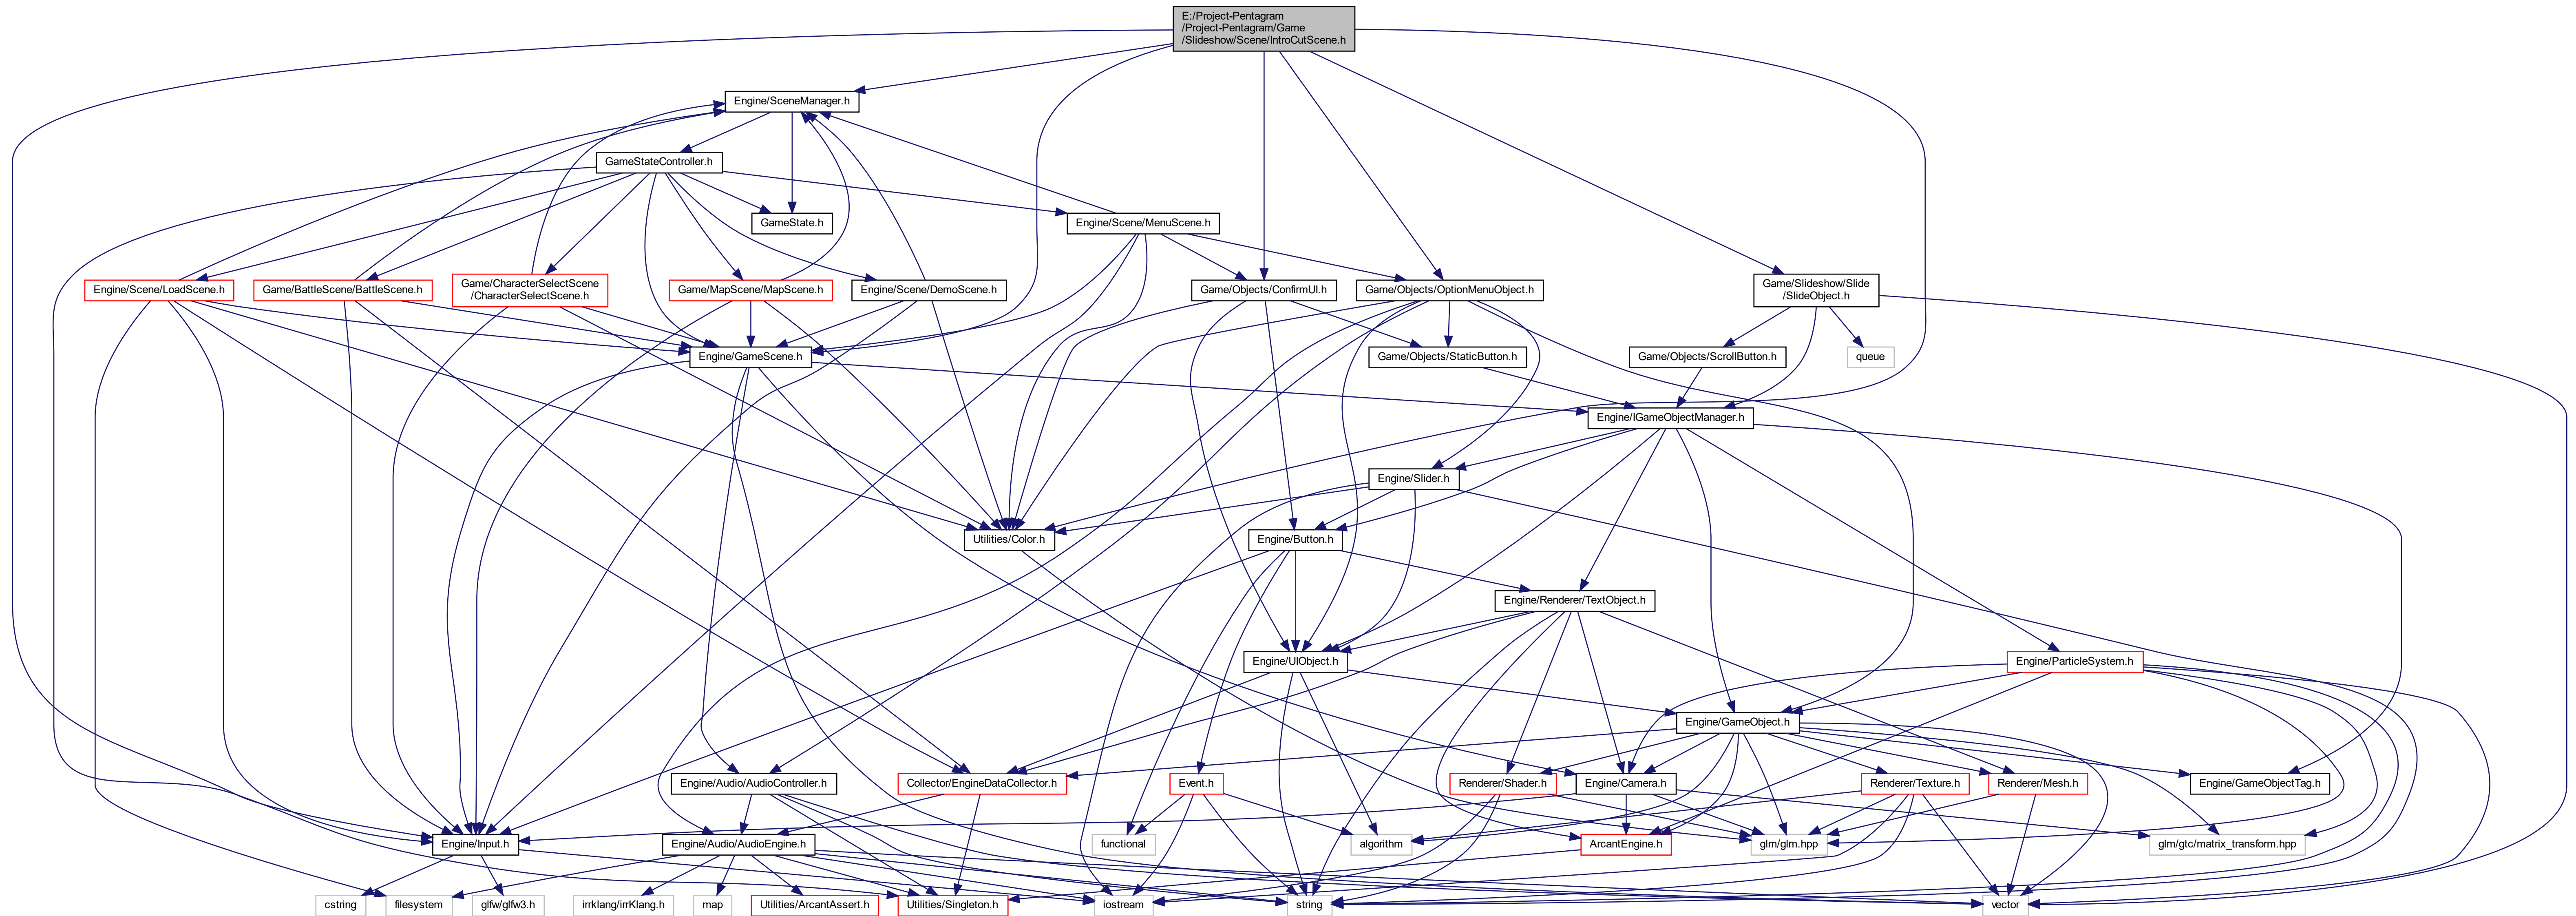 E:/Project-Pentagram
/Project-Pentagram/Game
/Slideshow/Scene/IntroCutScene.h
Engine/SceneManager.h
GameStateController.h
GameState.h
Engine/Scene/MenuScene.h
Engine/Scene/LoadScene.h
Game/BattleScene/BattleScene.h
Game/CharacterSelectScene
/CharacterSelectScene.h
Game/MapScene/MapScene.h
Engine/Scene/DemoScene.h
Game/Objects/ConfirmUI.h
Game/Objects/OptionMenuObject.h
Game/Slideshow/Slide
/SlideObject.h
Engine/GameScene.h
Game/Objects/StaticButton.h
Game/Objects/ScrollButton.h
queue
Engine/IGameObjectManager.h
Engine/Slider.h
Utilities/Color.h
Engine/Button.h
Engine/Renderer/TextObject.h
Engine/UIObject.h
Engine/ParticleSystem.h
Engine/GameObject.h
Engine/Audio/AudioController.h
Collector/EngineDataCollector.h
Event.h
Renderer/Shader.h
Engine/Camera.h
Renderer/Texture.h
Renderer/Mesh.h
Engine/GameObjectTag.h
Engine/Input.h
Engine/Audio/AudioEngine.h
functional
algorithm
ArcantEngine.h
glm/glm.hpp
glm/gtc/matrix_transform.hpp
cstring
filesystem
glfw/glfw3.h
irrklang/irrKlang.h
map
Utilities/ArcantAssert.h
Utilities/Singleton.h
iostream
string
vector